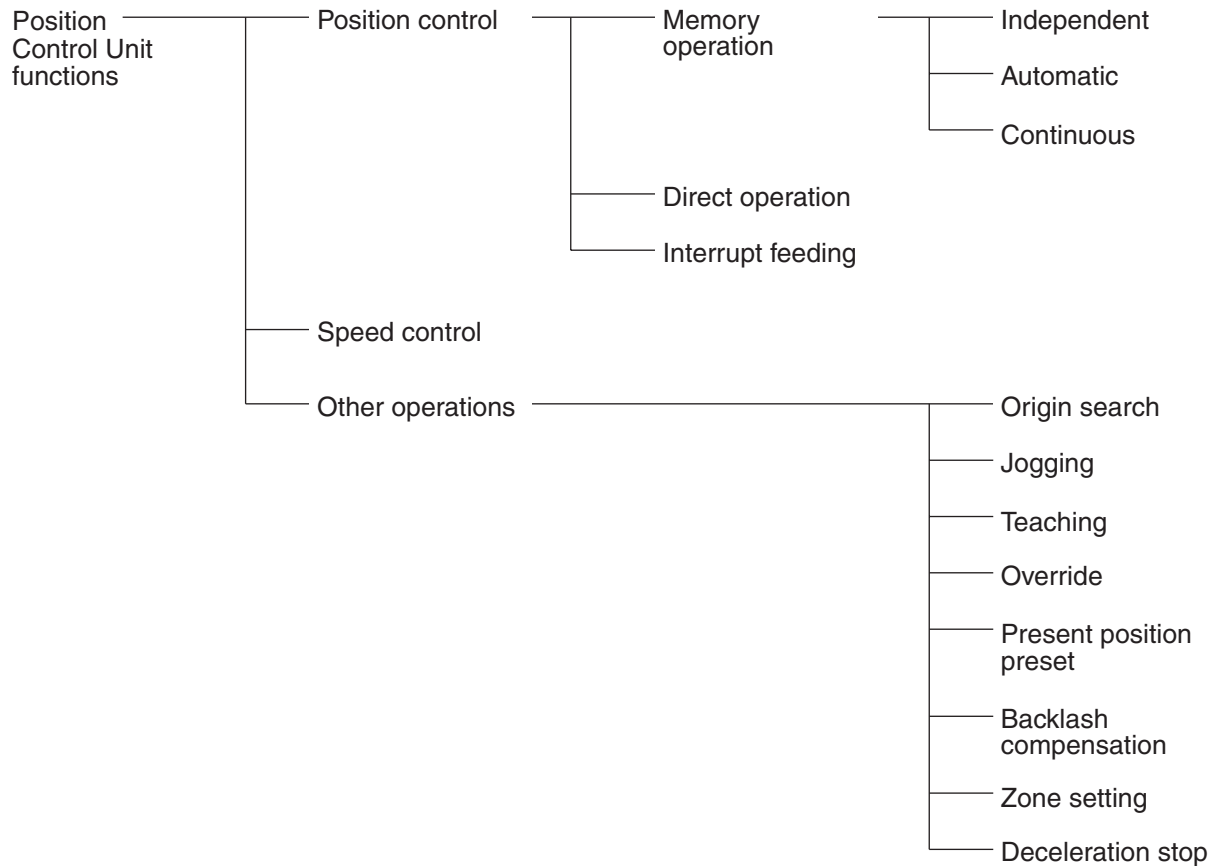 Position
Control Unit
functions
Position control
Memory
operation
Independent
Automatic
Continuous
Direct operation
Interrupt feeding
Speed control
Other operations
Origin search
Jogging
Teaching
Override
Present position
preset
Backlash
compensation
Zone setting
Deceleration stop